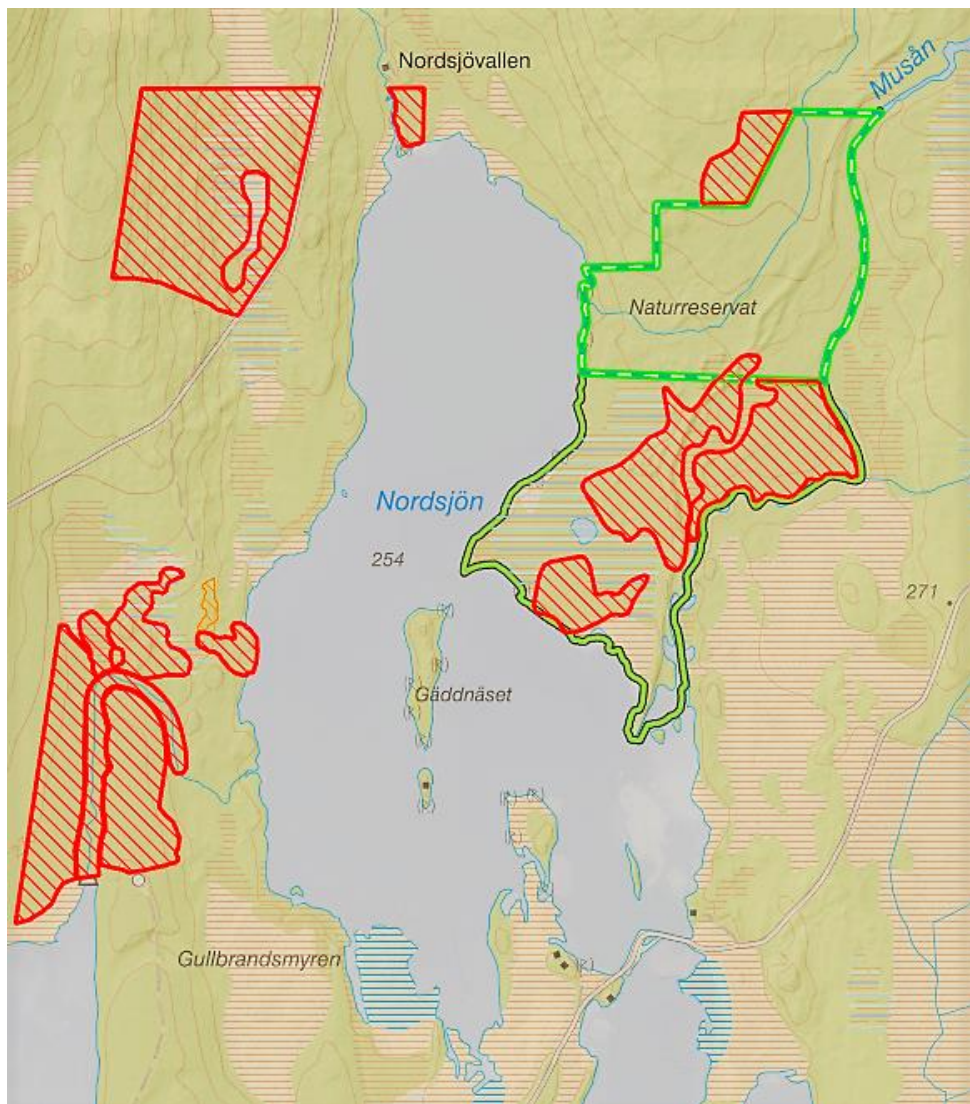 Nordsjövallen
Musån
Naturreservat
Nordsjön
254
271
(R)
(R)
Gäddnäset
(R)
(R)
(R)
(R)
(R) (R)
(R)
Gullbrandsmyren
(R)